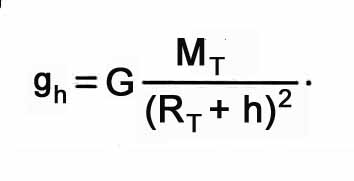 g_h = G M_T / (R_T + h)^2 .